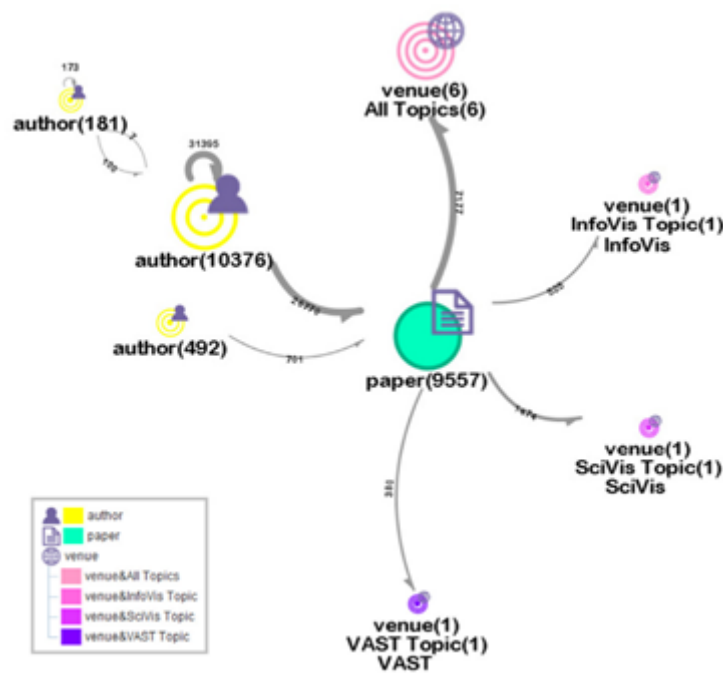 173
author(181)
31395
author(10376)
author(492)
701
venue(6)
All Topics(6)
venue(1)
InfoVis Topic(1)
InfoVis
paper(9557)
venue(1)
SciVis Topic(1)
SciVis
380
venue(1)
VAST Topic(1)
VAST
author
paper
venue
venue&All Topics
venue&InfoVis Topic
venue&SciVis Topic
venue&VAST Topic